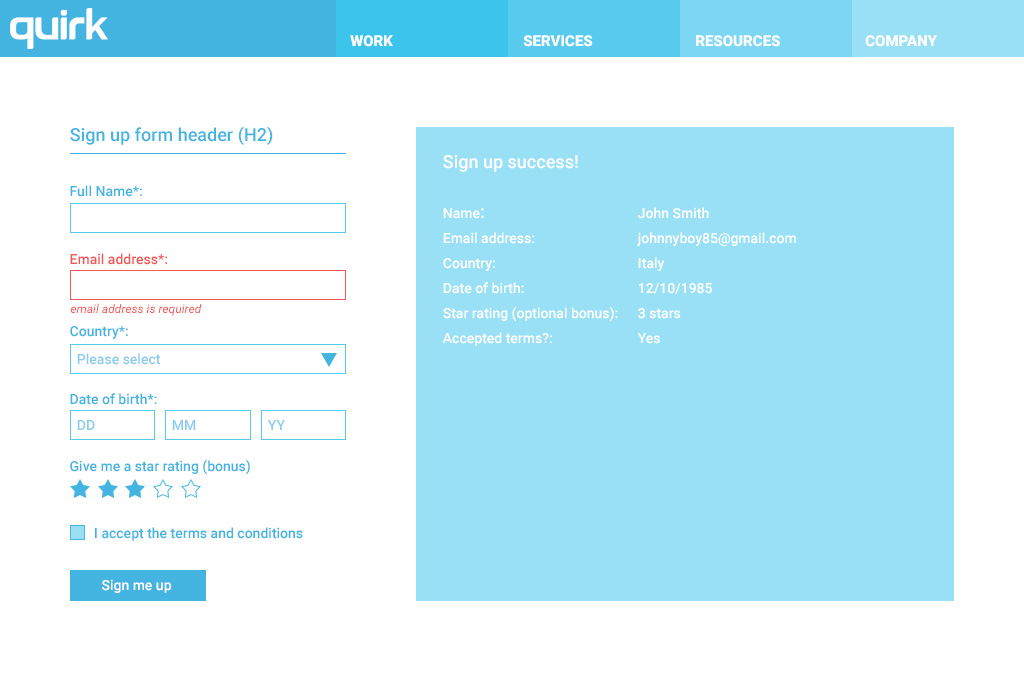 quirk
WORK SERVICES RESOURCES COMPANY
Sign up form header (H2)
Full Name*:
Email address*:
email address is required
Country*:
Please select
Date of birth*:
DD MM YY
Give me a star rating (bonus)
I accept the terms and conditions
Sign me up
Sign up success!
Name: John Smith
Email address: johnnyboy85@gmail.com
Country: Italy
Date of birth: 12/10/1985
Star rating (optional bonus): 3 stars
Accepted terms?: Yes